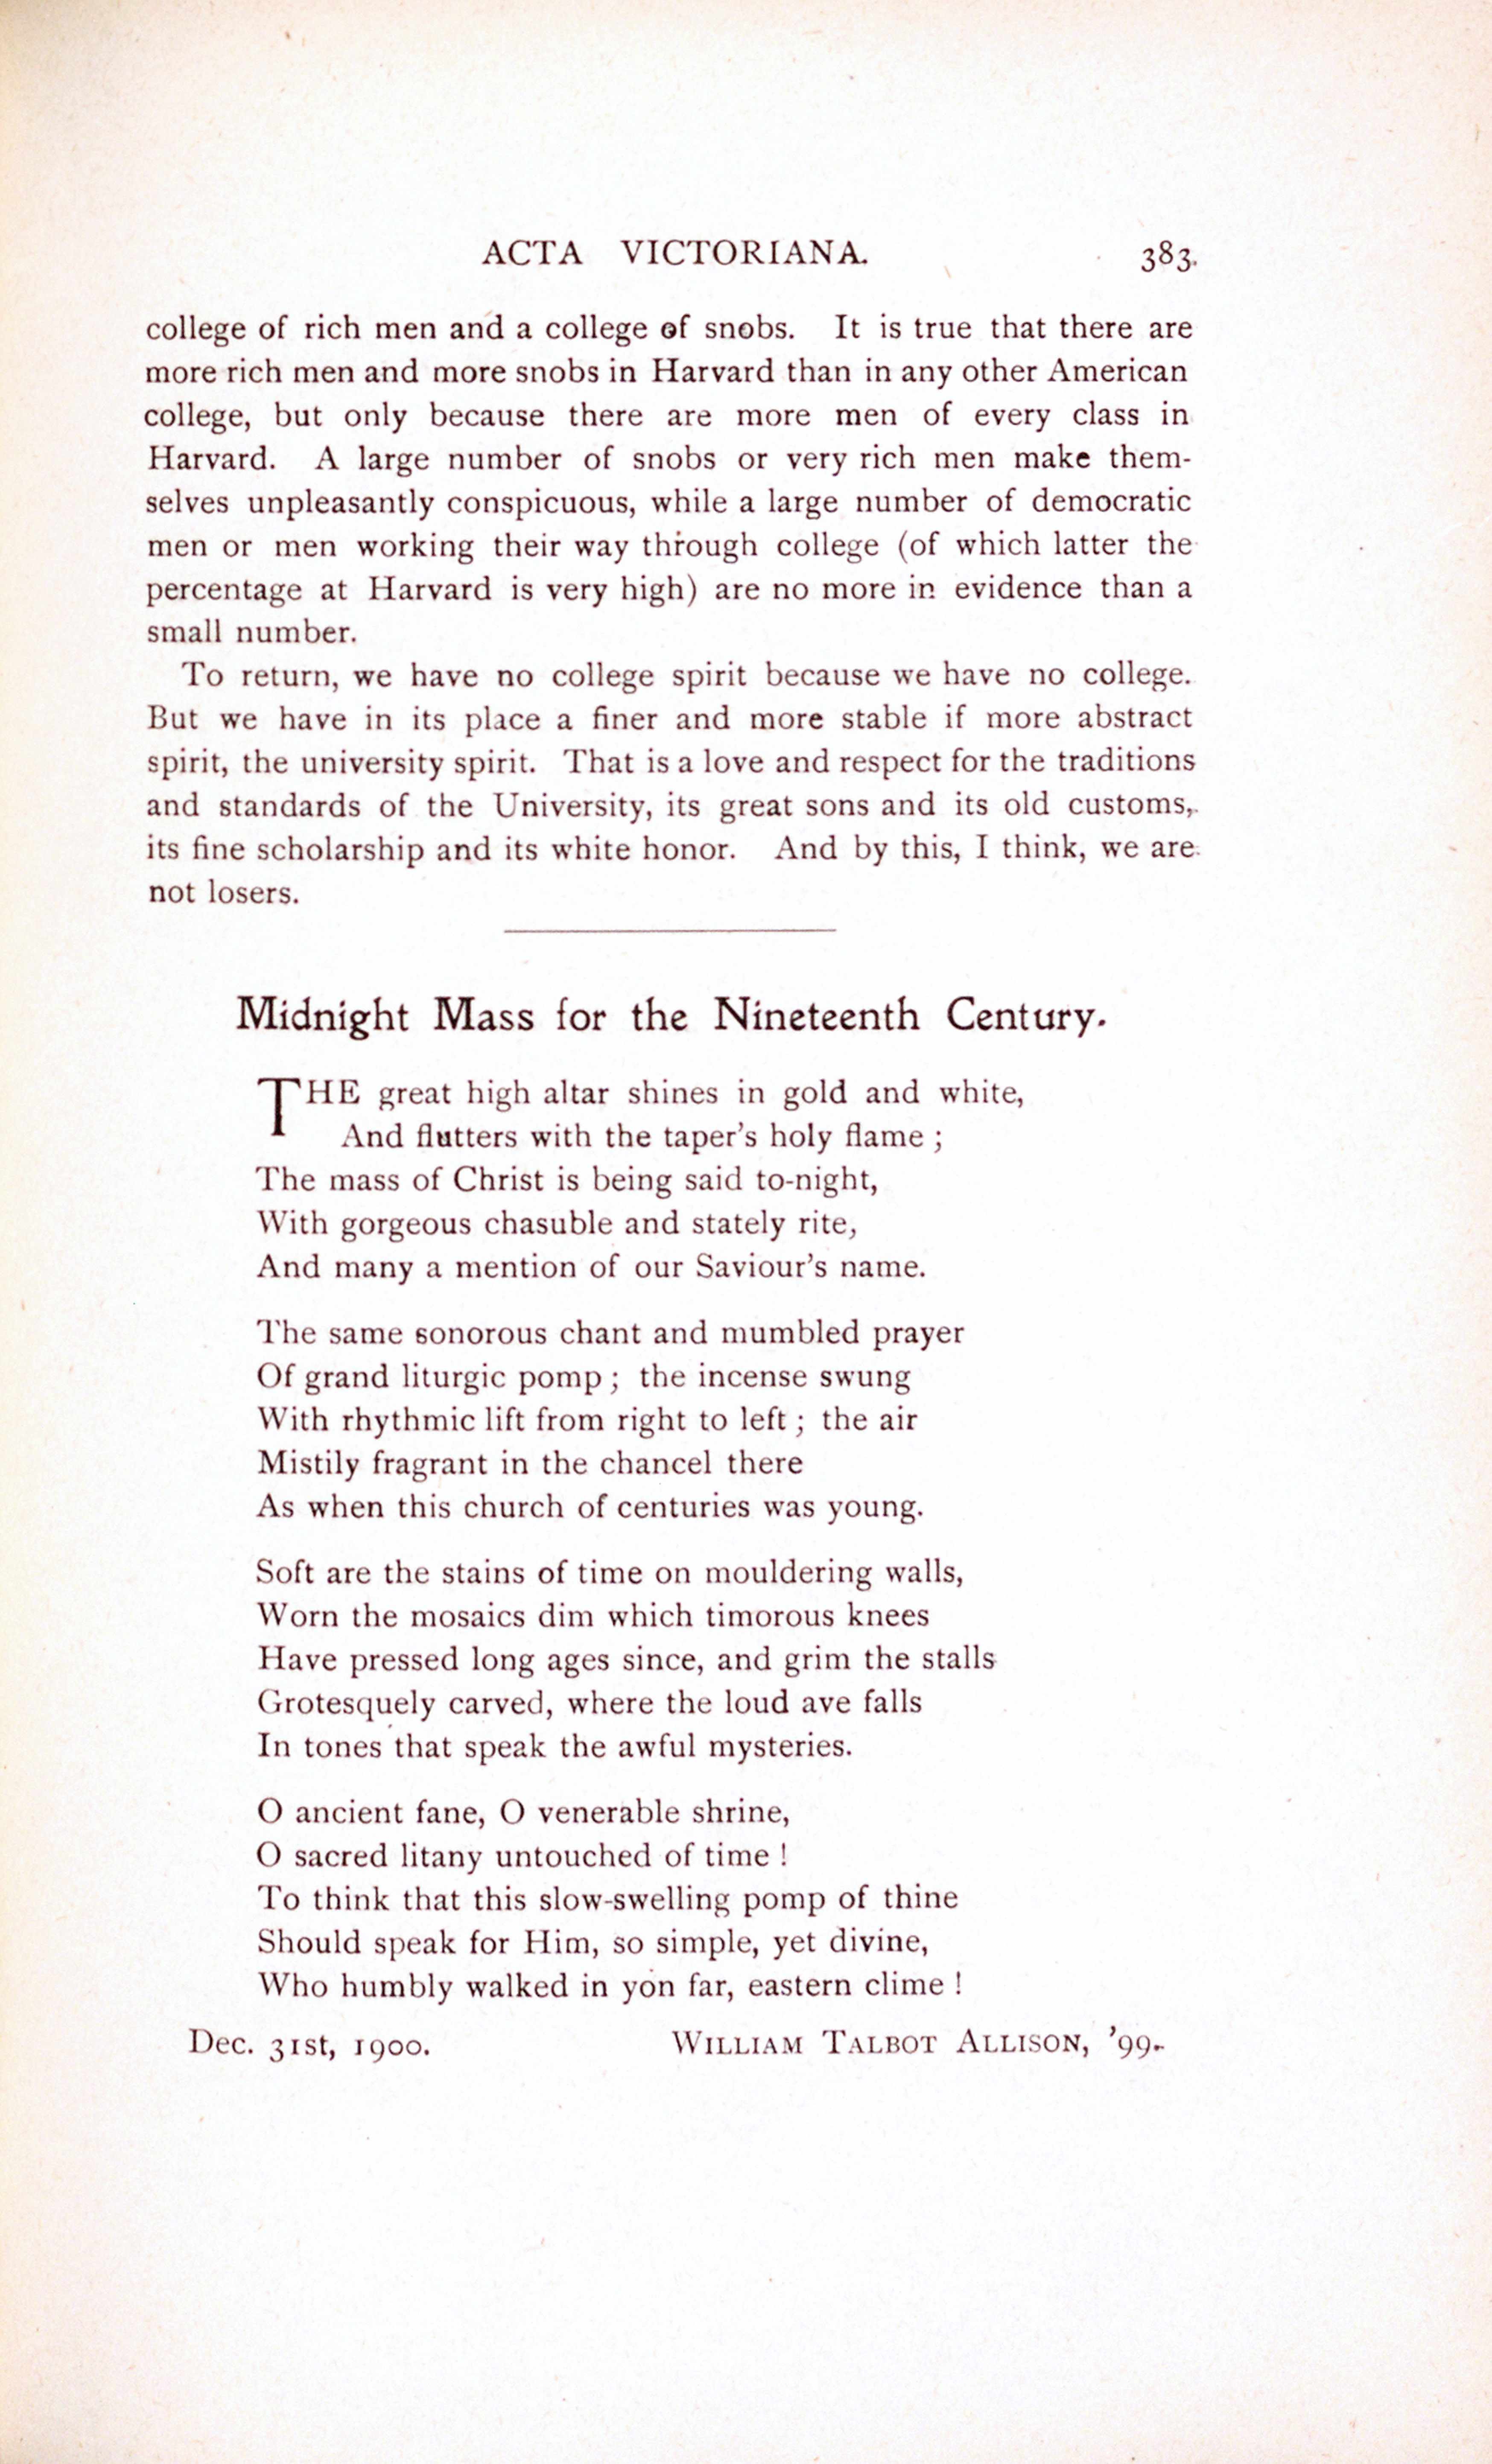 ACTA VICTORIANA. 383.
college of rich men and a college of snobs. It is true that there are
more rich men and more snobs in Harvard than in any other American
college, but only because there are more men of every class in
Harvard. A large number of snobs or very rich men make them-
selves unpleasantly conspicuous, while a large number of democratic
men or men working their way through college (of which latter the
percentage at Harvard is very high) are no more in evidence than a
small number.
To return, we have no college spirit because we have no college.
But we have in its place a finer and more stable if more abstract
spirit, the university spirit. That is a love and respect for the traditions
and standards of the University, its great sons and its old customs,
its fine scholarship and its white honor. And by this, I think, we are
not losers.
Midnight Mass for the Nineteenth Century.
THE great high altar shines in gold and white,
And flutters with the taper's holy flame ;
The mass of Christ is being said to-night,
With gorgeous chasuble and stately rite,
And many a mention of our Saviour's name.
The same sonorous chant and mumbled prayer
Of grand liturgic pomp ; the incense swung
With rhythmic lift from right to left ; the air
Mistily fragrant in the chancel there
As when this church of centuries was young.
Soft are the stains of time on mouldering walls,
Worn the mosaics dim which timorous knees
Have pressed long ages since, and grim the stalls
Grotesquely carved, where the loud ave falls
In tones that speak the awful mysteries.
O ancient fane, O venerable shrine,
O sacred litany untouched of time !
To think that this slow-swelling pomp of thine
Should speak for Him, so simple, yet divine,
Who humbly walked in yon far, eastern clime !
Dec. 31st, 1900. WILLIAM TALBOT ALLISON, '99.